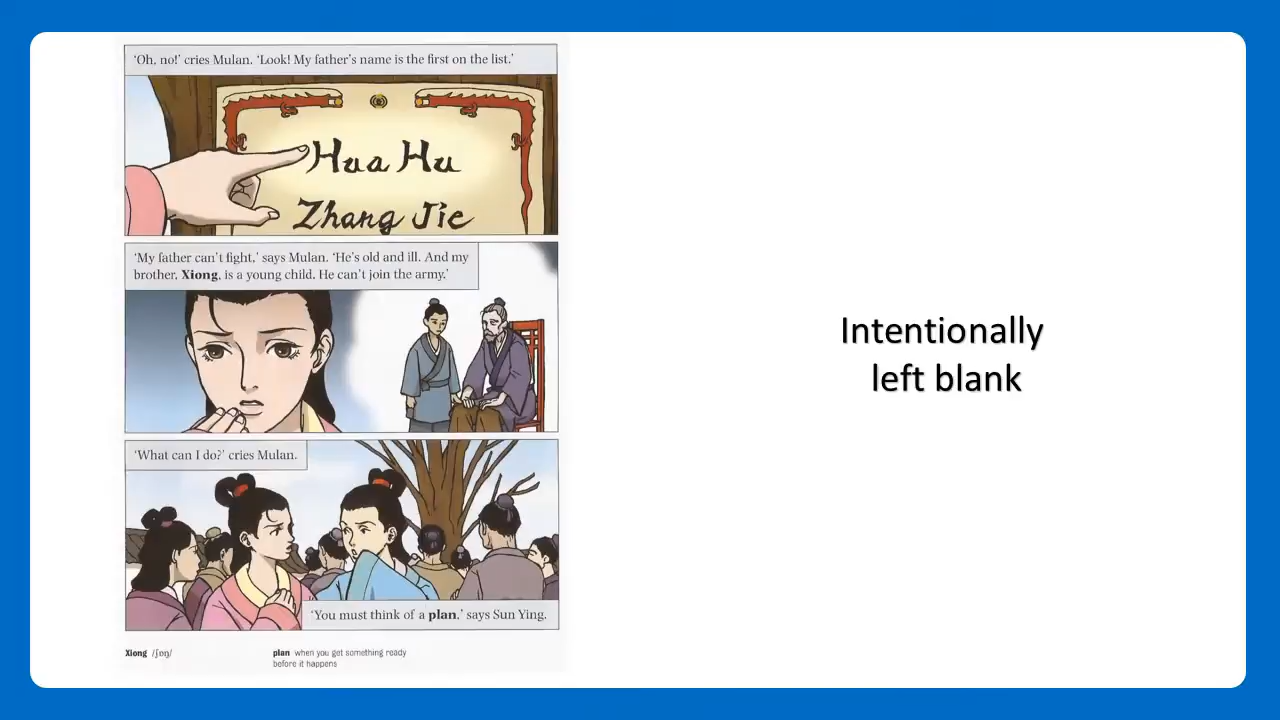 ‘Oh, no!’ cries Mulan. ‘Look! My father’s name is the first on the list.’
Hua Hu
Zhang Jie
‘My father can’t fight,’ says Mulan. ‘He’s old and ill. And my
brother, Xiong, is a young child. He can’t join the army.’
‘What can I do?’ cries Mulan.
‘You must think of a plan,’ says Sun Ying.
Xiong /ʃɒŋ/
plan when you get something ready
before it happens
Intentionally
left blank